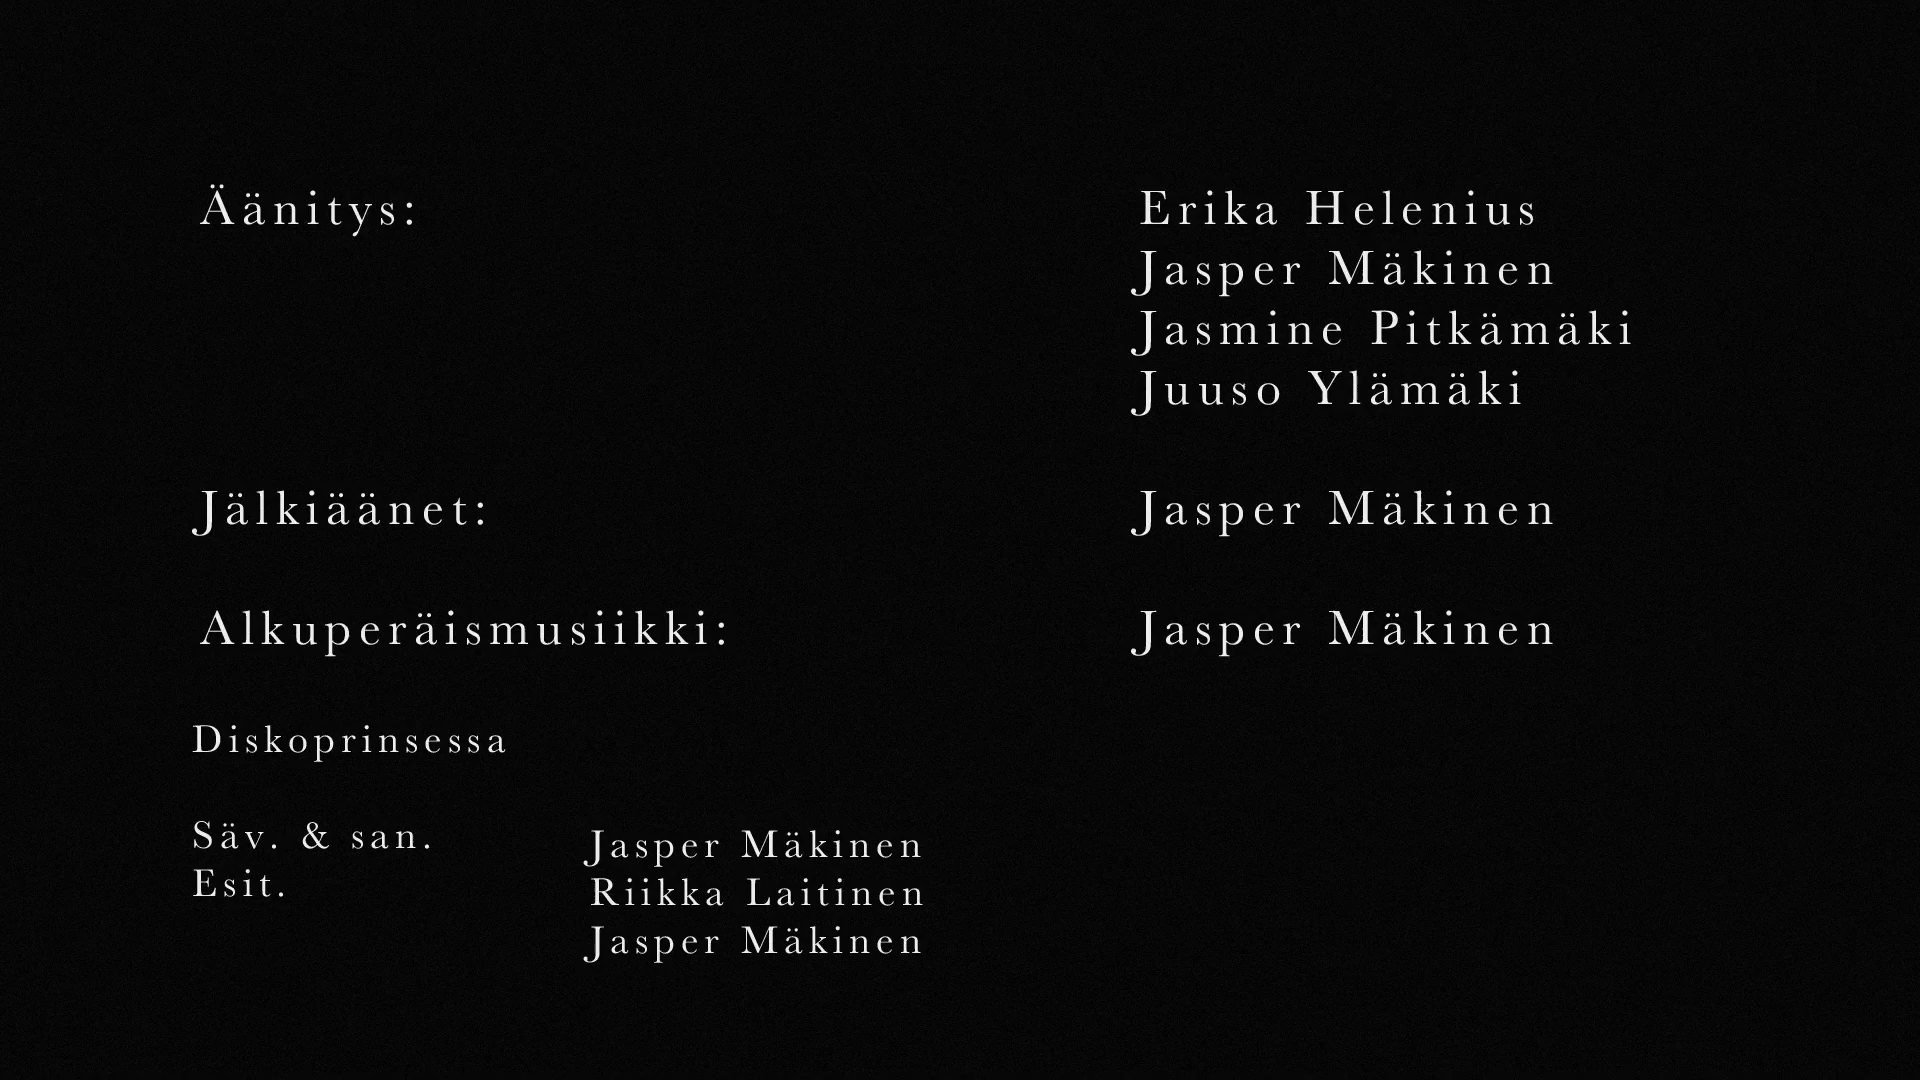 Äänitys: Erika Helenius
Jasper Mäkinen
Jasmine Pitkämäki
Juuso Ylämäki
Jälkiäänet: Jasper Mäkinen
Alkuperäismusiikki: Jasper Mäkinen
Diskoprinsessa
Säv. & san. Jasper Mäkinen
Esit. Riikka Laitinen
Jasper Mäkinen